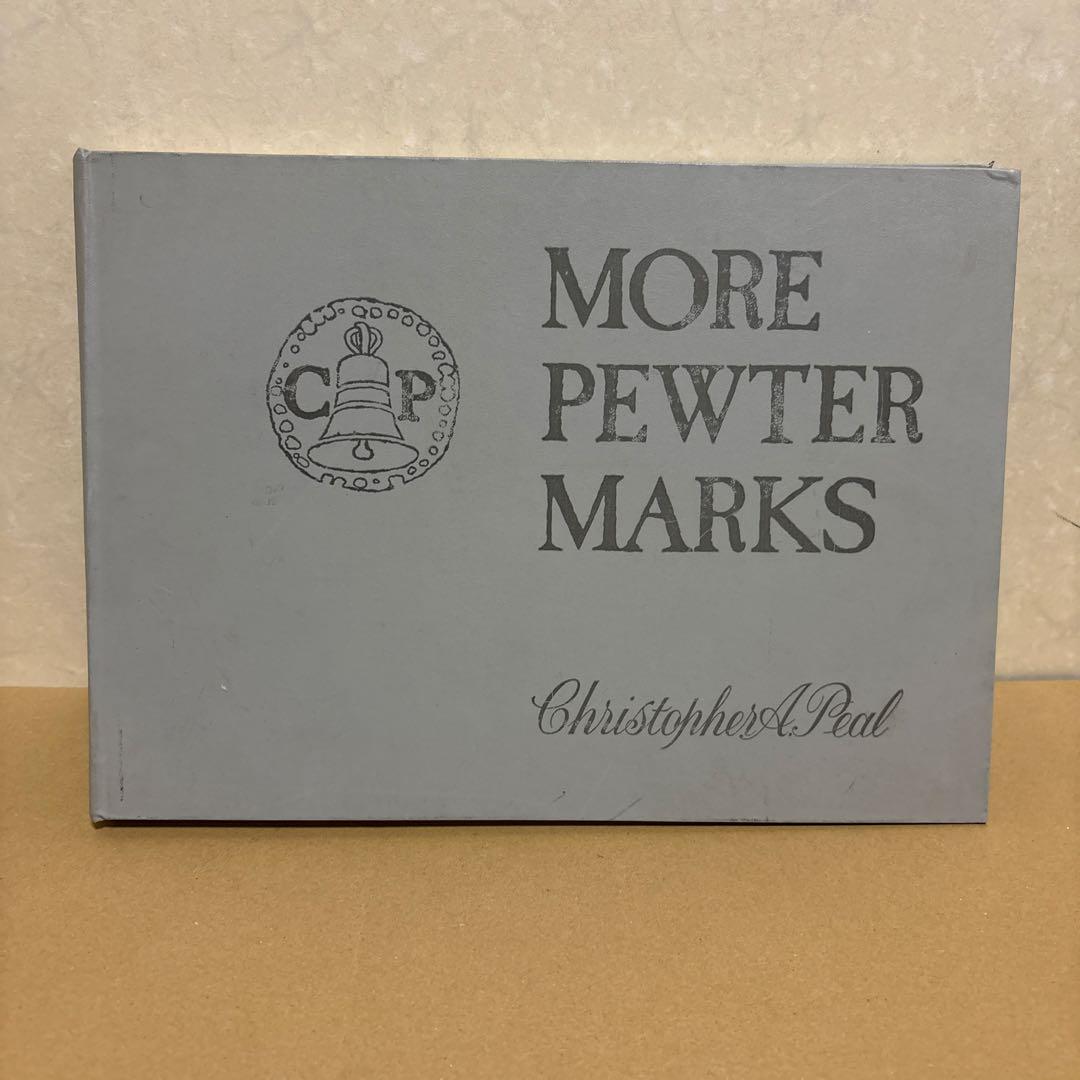 C P
MORE
PEWTER
MARKS
Christopher A. Peal